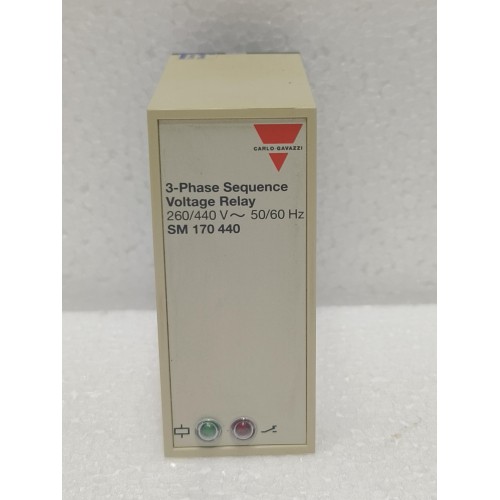 CARLO GAVAZZI
3-Phase Sequence
Voltage Relay
260/440 V ~ 50/60 Hz
SM 170 440